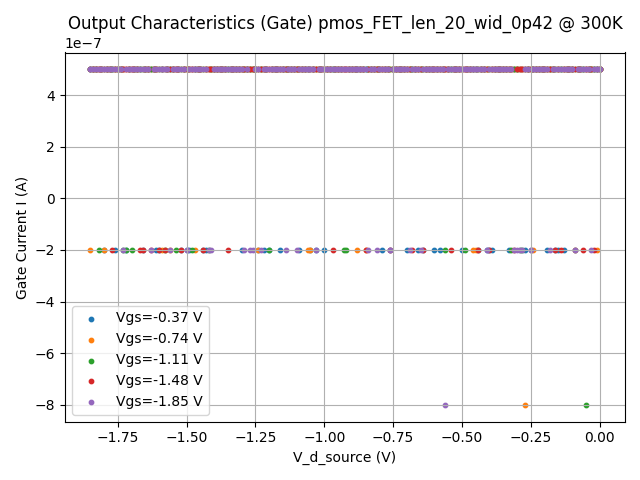 Output Characteristics (Gate) pmos_FET_len_20_wid_0p42 @ 300K
1e−7
4
2
0
−2
−4
−6
−8
Gate Current I (A)
Vgs=-0.37 V
Vgs=-0.74 V
Vgs=-1.11 V
Vgs=-1.48 V
Vgs=-1.85 V
−1.75 −1.50 −1.25 −1.00 −0.75 −0.50 −0.25 0.00
V_d_source (V)